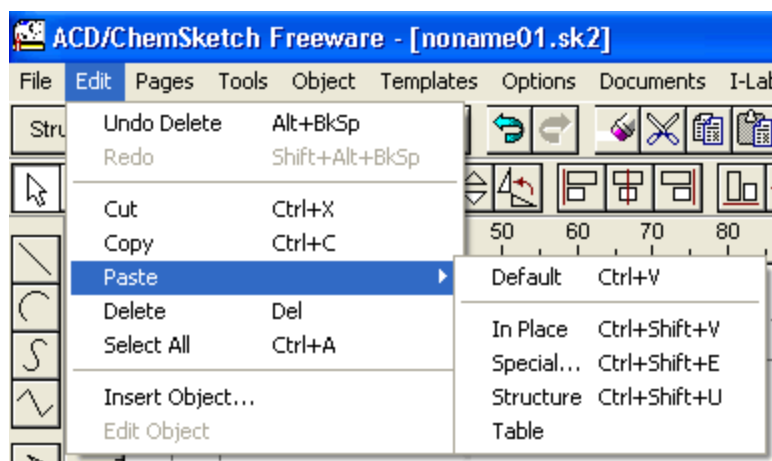 ACD/ChemSketch Freeware - [noname01.sk2]
File Edit Pages Tools Object Templates Options Documents I-Lab
Stru
50 60 70 80
Undo Delete Alt+BkSp
Redo Shift+Alt+BkSp
Cut Ctrl+X
Copy Ctrl+C
Paste
Delete Del
Select All Ctrl+A
Insert Object...
Edit Object
Default Ctrl+V
In Place Ctrl+Shift+V
Special... Ctrl+Shift+E
Structure Ctrl+Shift+U
Table